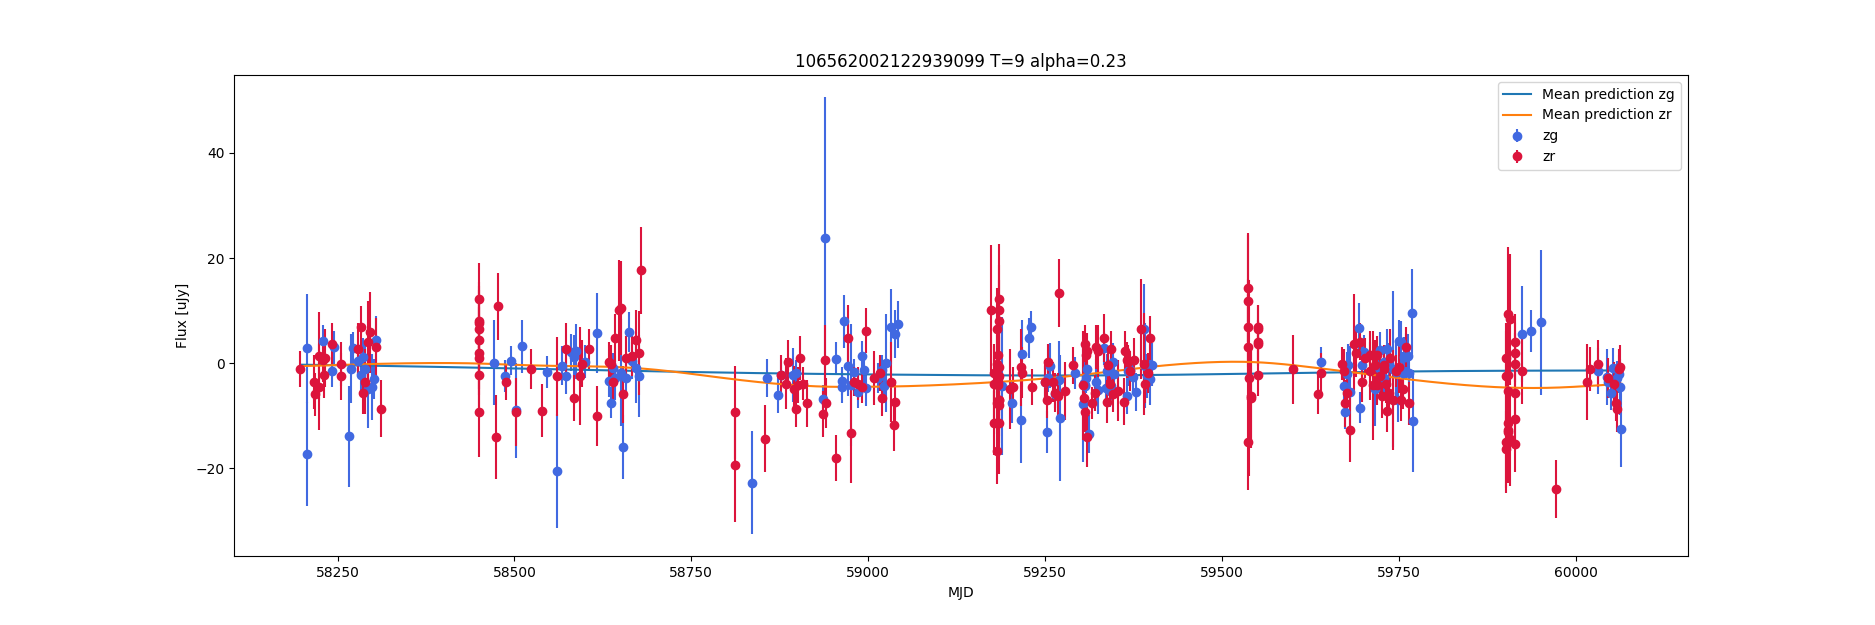 106562002122939099 T=9 alpha=0.23
Mean prediction zg
Mean prediction zr
zg
zr
Flux [uJy]
40
20
0
−20
58250 58500 58750 59000 59250 59500 59750 60000
MJD